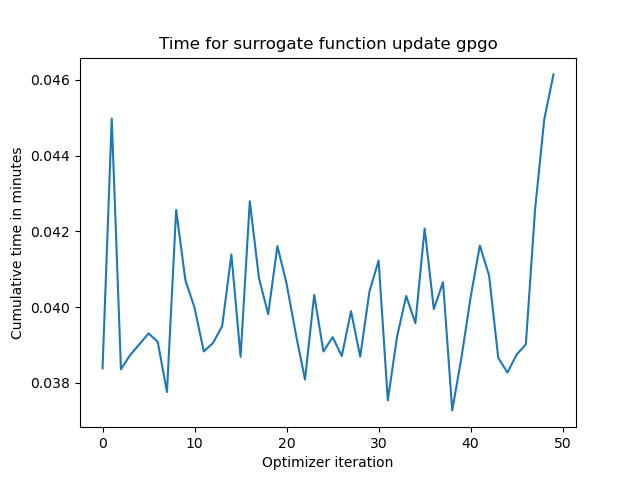 Time for surrogate function update gpgo
0.046
0.044
0.042
0.040
0.038
Cumulative time in minutes
0 10 20 30 40 50
Optimizer iteration